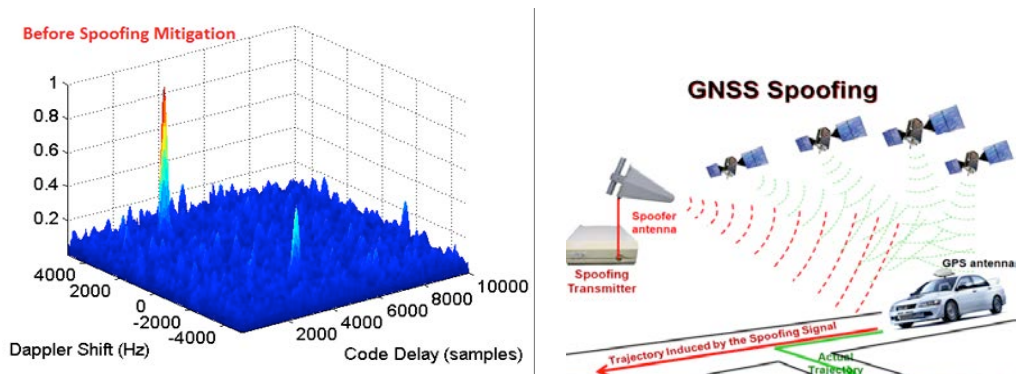 Before Spoofing Mitigation
1
0.8
0.6
0.4
0.2
4000
2000
0
-2000
-4000
Dappler Shift (Hz)
2000
4000
6000
8000
10000
Code Delay (samples)
GNSS Spoofing
Spoofer
antenna
Spoofing
Transmitter
GPS antenna
Trajectory Induced by the Spoofing Signal
Actual
Trajectory